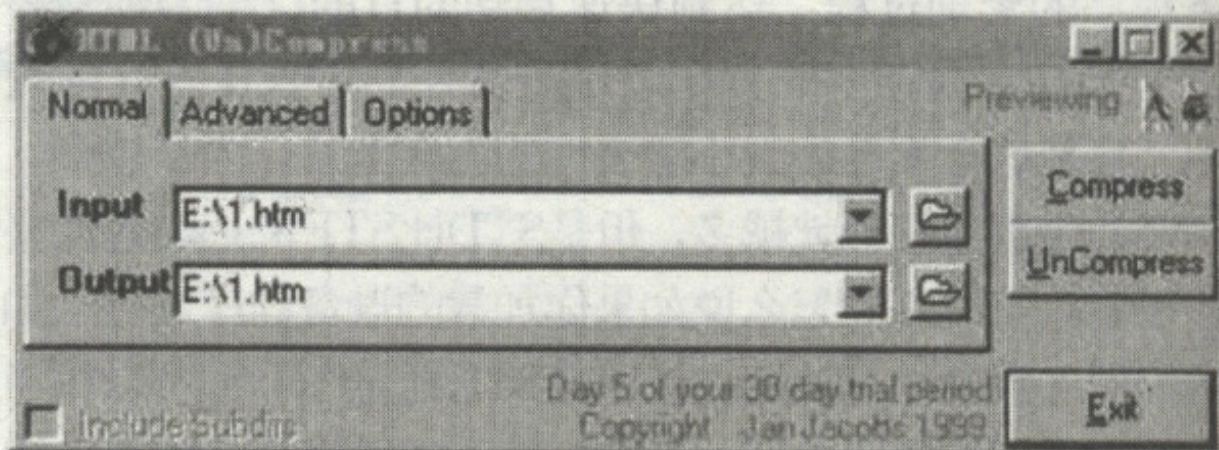 HTML (Un)Compress
Normal Advanced Options
Previewing
Input E:\1.htm
Output E:\1.htm
Compress
UnCompress
Include Subdirs
Day 5 of your 30 day trial period
Copyright Jan Jacobs 1999
Exit